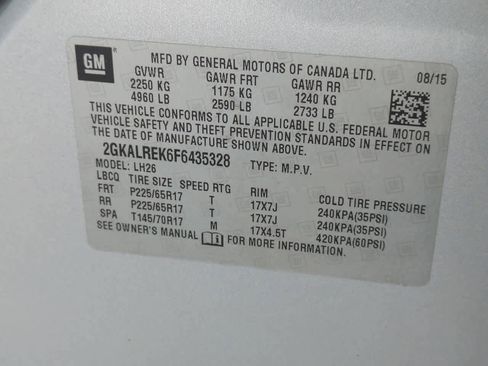 GM
MFD BY GENERAL MOTORS OF CANADA LTD. 08/15
GVWR GAWR FRT GAWR RR
2250 KG 1175 KG 1240 KG
4960 LB 2590 LB 2733 LB
THIS VEHICLE CONFORMS TO ALL APPLICABLE U.S. FEDERAL MOTOR
VEHICLE SAFETY AND THEFT PREVENTION STANDARDS IN EFFECT ON
THE DATE OF MANUFACTURE SHOWN ABOVE.
2GKALREK6F6435328 TYPE: M.P.V.
MODEL: LH26
LBCQ TIRE SIZE SPEED RTG RIM COLD TIRE PRESSURE
FRT P225/65R17 T 17X7J 240KPA(35PSI)
RR P225/65R17 T 17X7J 240KPA(35PSI)
SPA T145/70R17 M 17X4.5T 420KPA(60PSI)
SEE OWNER'S MANUAL FOR MORE INFORMATION.